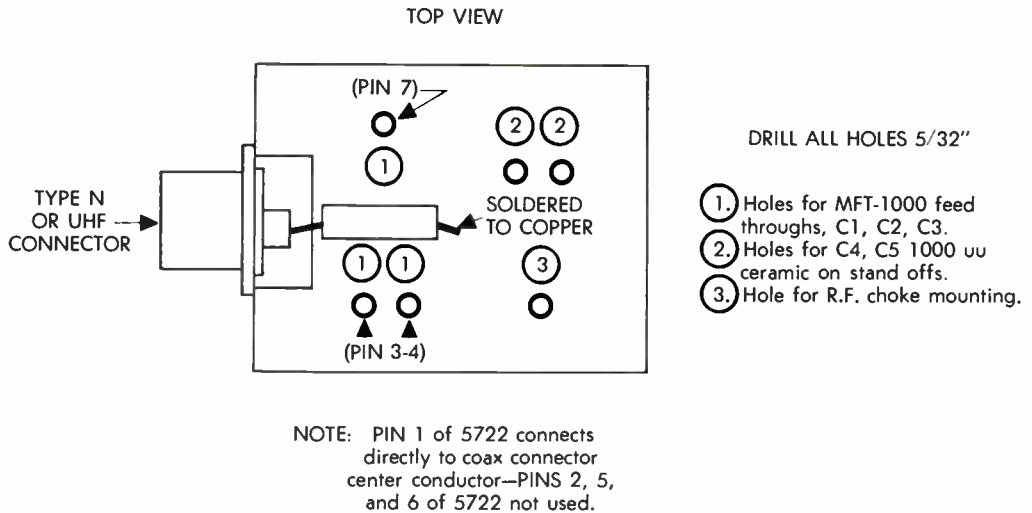 TOP VIEW
(PIN 7)
2 2
1
TYPE N
OR UHF
CONNECTOR
SOLDERED
TO COPPER
1 1
3
(PIN 3-4)
DRILL ALL HOLES 5/32"
1. Holes for MFT-1000 feed
throughs, C1, C2, C3.
2. Holes for C4, C5 1000 uu
ceramic on stand offs.
3. Hole for R.F. choke mounting.
NOTE: PIN 1 of 5722 connects
directly to coax connector
center conductor—PINS 2, 5,
and 6 of 5722 not used.